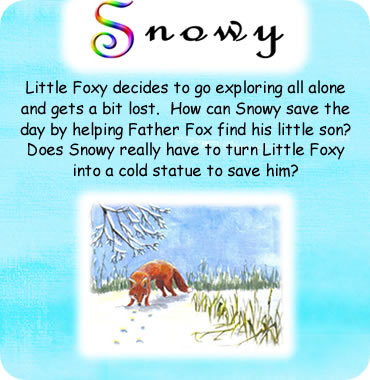 Snowy
Little Foxy decides to go exploring all alone
and gets a bit lost.  How can Snowy save the
day by helping Father Fox find his little son?
Does Snowy really have to turn Little Foxy
into a cold statue to save him?